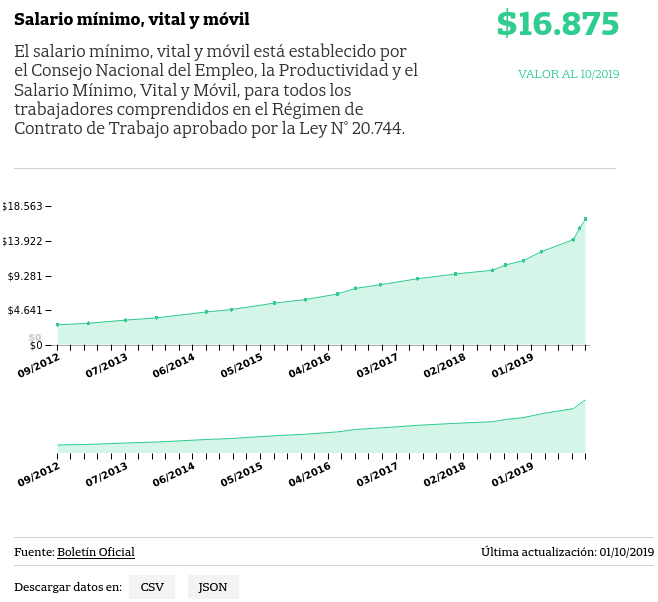 Salario mínimo, vital y móvil
$16.875
El salario mínimo, vital y móvil está establecido por
el Consejo Nacional del Empleo, la Productividad y el
Salario Mínimo, Vital y Móvil, para todos los
trabajadores comprendidos en el Régimen de
Contrato de Trabajo aprobado por la Ley N° 20.744.
VALOR AL 10/2019
$18.563
$13.922
$9.281
$4.641
$0
$0
09/2012 07/2013 06/2014 05/2015 04/2016 03/2017 02/2018 01/2019
09/2012 07/2013 06/2014 05/2015 04/2016 03/2017 02/2018 01/2019
Fuente: Boletín Oficial
Última actualización: 01/10/2019
Descargar datos en: CSV JSON